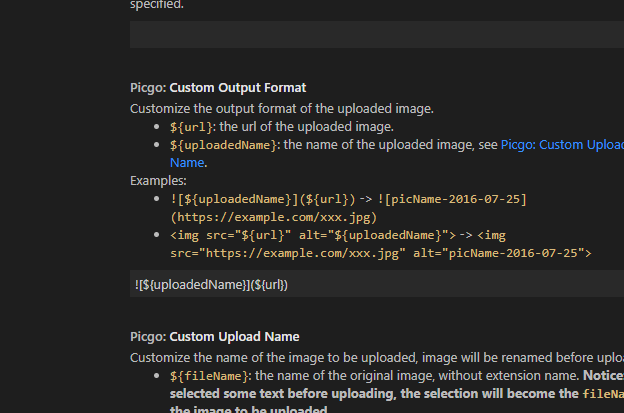 specified.
Picgo: Custom Output Format
Customize the output format of the uploaded image.
• ${url}: the url of the uploaded image.
• ${uploadedName}: the name of the uploaded image, see Picgo: Custom Upload
Name.
Examples:
• ![${uploadedName}](${url}) -> ![picName-2016-07-25]
(https://example.com/xxx.jpg)
• <img src="${url}" alt="${uploadedName}"> -> <img
src="https://example.com/xxx.jpg" alt="picName-2016-07-25">
![${uploadedName}](${url})
Picgo: Custom Upload Name
Customize the name of the image to be uploaded, image will be renamed before uplo
• ${fileName}: the name of the original image, without extension name. Notice:
selected some text before uploading, the selection will become the fileNa
the image to be uploaded.